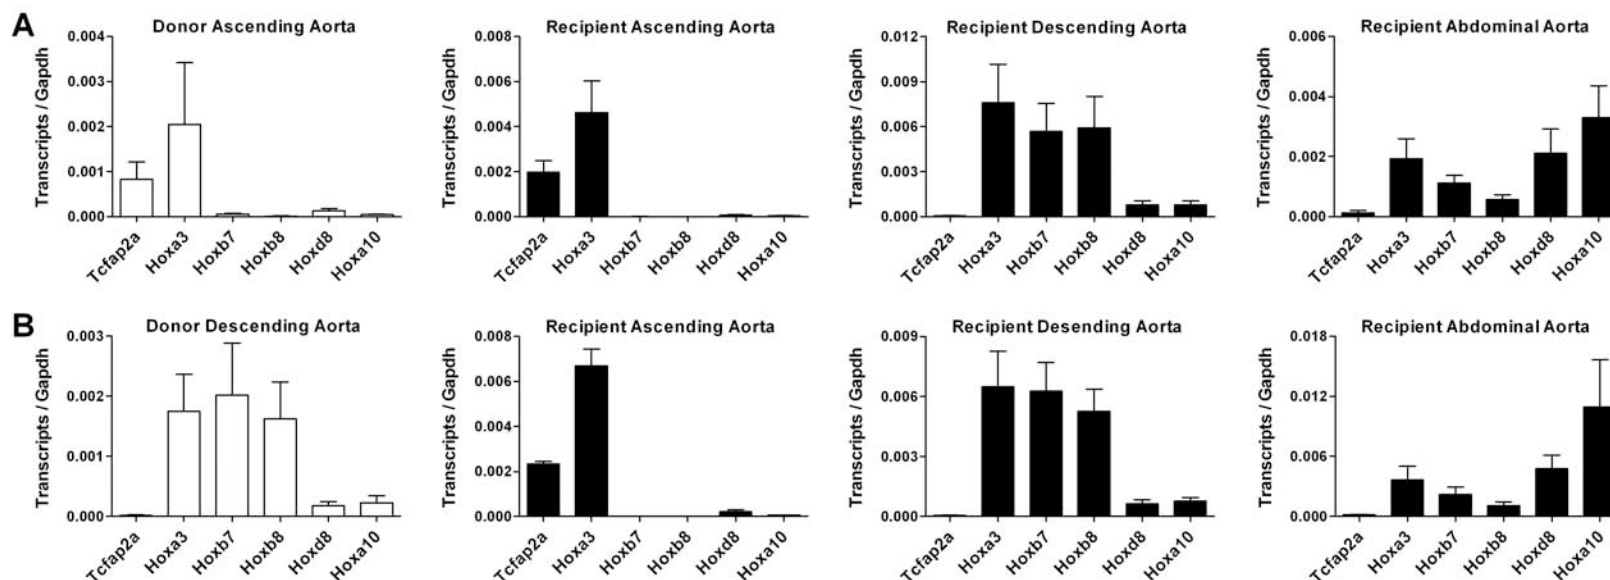 A
Donor Ascending Aorta
Transcripts / Gapdh
0.004
0.003
0.002
0.001
0.000
Tcfap2a
Hoxa3
Hoxb7
Hoxb8
Hoxd8
Hoxa10
Recipient Ascending Aorta
Transcripts / Gapdh
0.008
0.006
0.004
0.002
0.000
Tcfap2a
Hoxa3
Hoxb7
Hoxb8
Hoxd8
Hoxa10
Recipient Descending Aorta
Transcripts / Gapdh
0.012
0.009
0.006
0.003
0.000
Tcfap2a
Hoxa3
Hoxb7
Hoxb8
Hoxd8
Hoxa10
Recipient Abdominal Aorta
Transcripts / Gapdh
0.006
0.004
0.002
0.000
Tcfap2a
Hoxa3
Hoxb7
Hoxb8
Hoxd8
Hoxa10
B
Donor Descending Aorta
Transcripts / Gapdh
0.003
0.002
0.001
0.000
Tcfap2a
Hoxa3
Hoxb7
Hoxb8
Hoxd8
Hoxa10
Recipient Ascending Aorta
Transcripts / Gapdh
0.008
0.006
0.004
0.002
0.000
Tcfap2a
Hoxa3
Hoxb7
Hoxb8
Hoxd8
Hoxa10
Recipient Desending Aorta
Transcripts / Gapdh
0.009
0.006
0.003
0.000
Tcfap2a
Hoxa3
Hoxb7
Hoxb8
Hoxd8
Hoxa10
Recipient Abdominal Aorta
Transcripts / Gapdh
0.018
0.012
0.006
0.000
Tcfap2a
Hoxa3
Hoxb7
Hoxb8
Hoxd8
Hoxa10